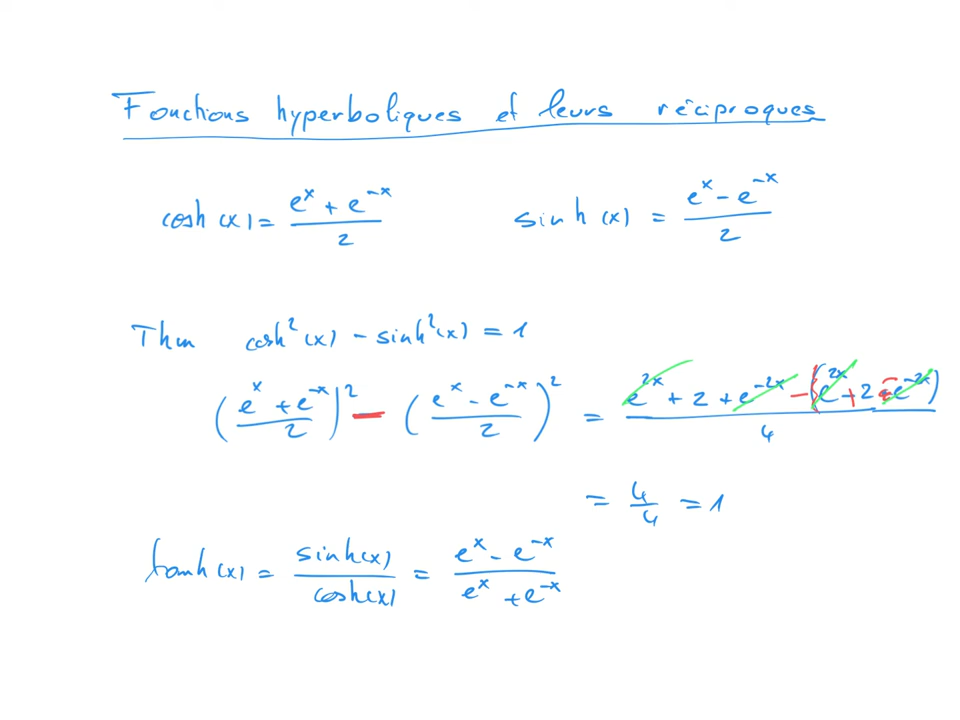 Fonctions hyperboliques et leurs réciproques
cosh(x) = (e^x + e^-x)/2    sinh(x) = (e^x - e^-x)/2
Thm cosh²(x) - sinh²(x) = 1
((e^x + e^-x)/2)² - ((e^x - e^-x)/2)² = (e^2x + 2 + e^-2x - (e^2x + 2 - e^-2x))/4
= 4/4 = 1
tanh(x) = sinh(x)/cosh(x) = (e^x - e^-x)/(e^x + e^-x)